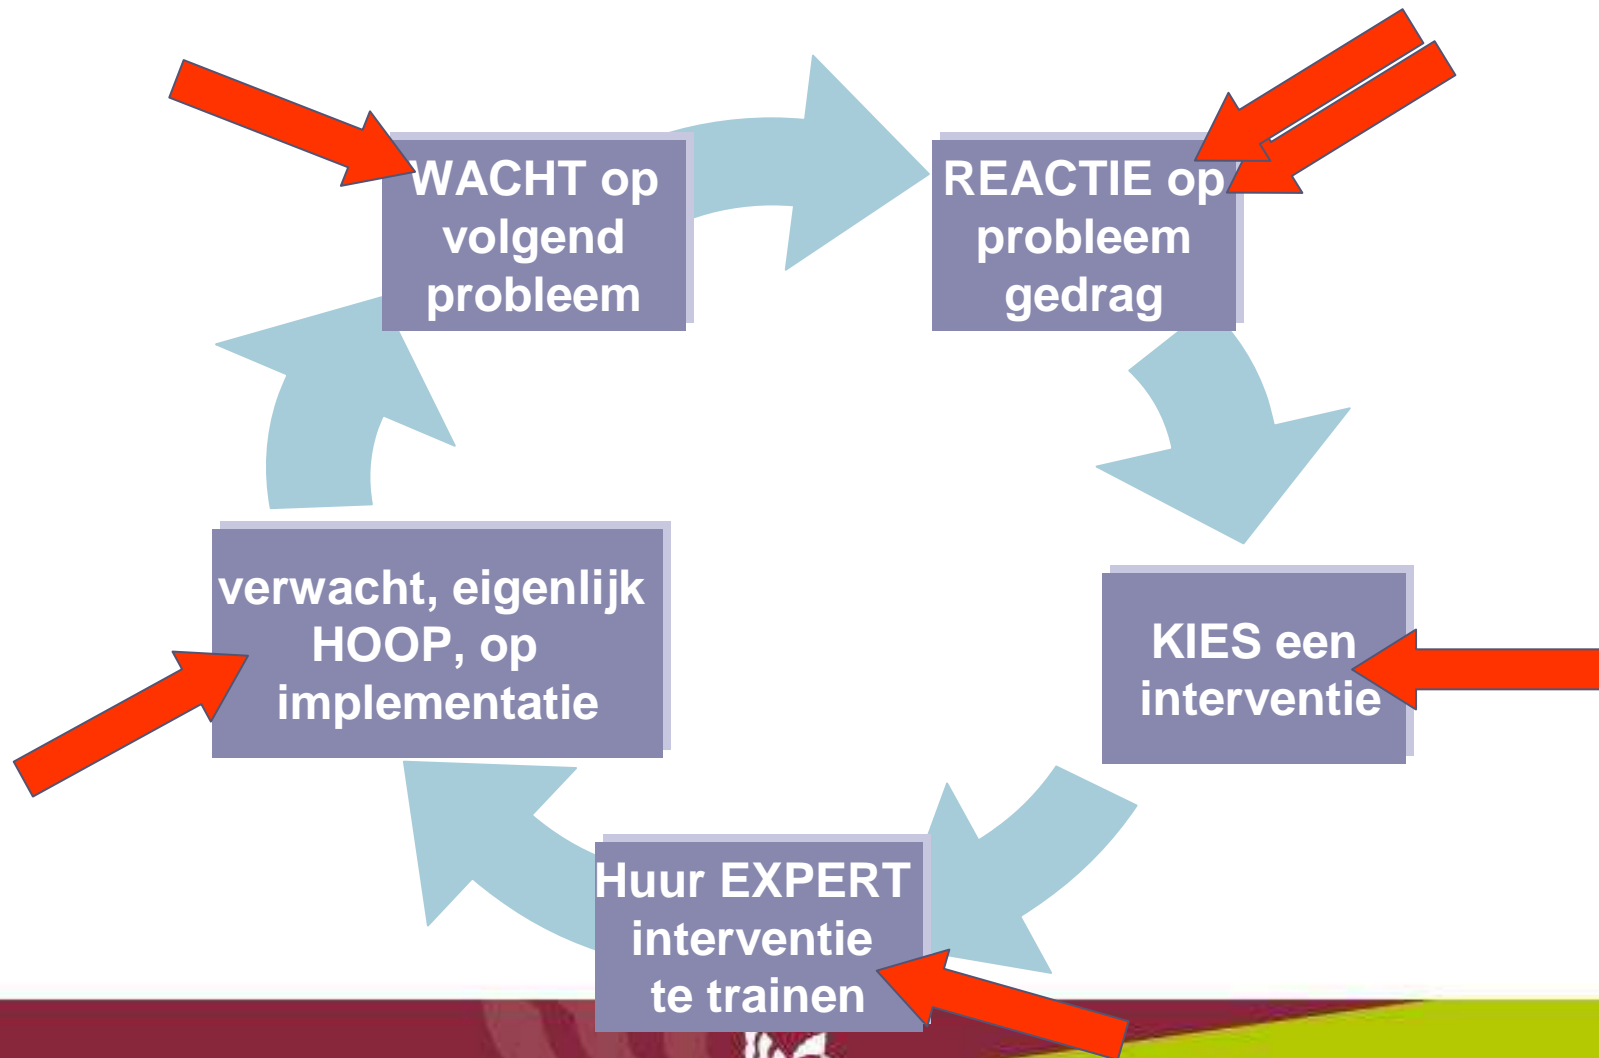 WACHT op
volgend
probleem
REACTIE op
probleem
gedrag
KIES een
interventie
Huur EXPERT
interventie
te trainen
verwacht, eigenlijk
HOOP, op
implementatie